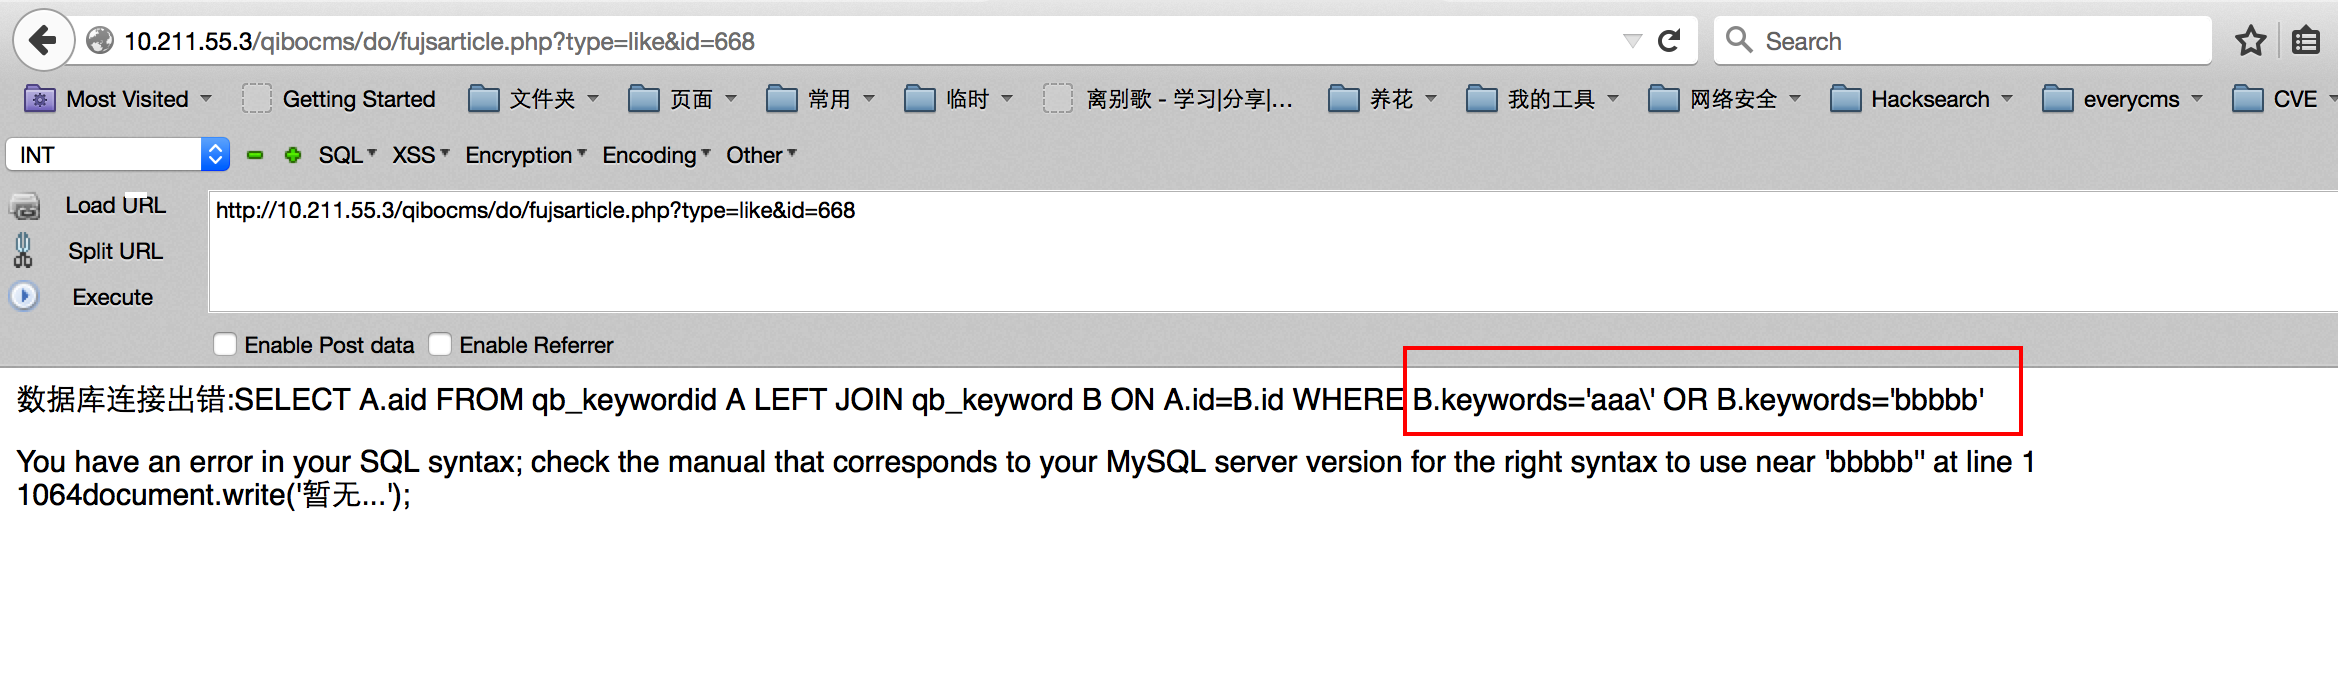 10.211.55.3/qibocms/do/fujsarticle.php?type=like&id=668
Search
Most Visited Getting Started 文件夹 页面 常用 临时 离别歌 - 学习|分享|... 养花 我的工具 网络安全 Hacksearch everycms CVE
INT SQL XSS Encryption Encoding Other
Load URL http://10.211.55.3/qibocms/do/fujsarticle.php?type=like&id=668
Split URL
Execute
Enable Post data Enable Referrer
数据库连接出错:SELECT A.aid FROM qb_keywordid A LEFT JOIN qb_keyword B ON A.id=B.id WHERE B.keywords='aaa\' OR B.keywords='bbbbb'
You have an error in your SQL syntax; check the manual that corresponds to your MySQL server version for the right syntax to use near 'bbbbb'' at line 1
1064document.write('暂无...');